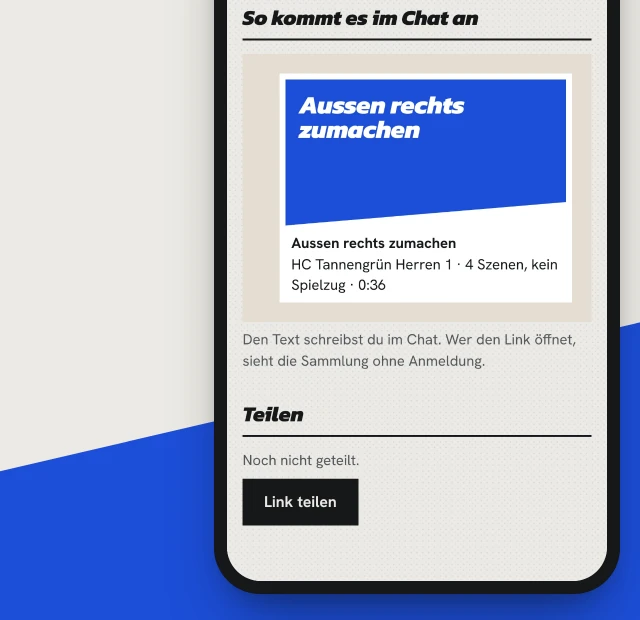 So kommt es im Chat an
Aussen rechts
zumachen
Aussen rechts zumachen
HC Tannengrün Herren 1 · 4 Szenen, kein
Spielzug · 0:36
Den Text schreibst du im Chat. Wer den Link öffnet,
sieht die Sammlung ohne Anmeldung.
Teilen
Noch nicht geteilt.
Link teilen